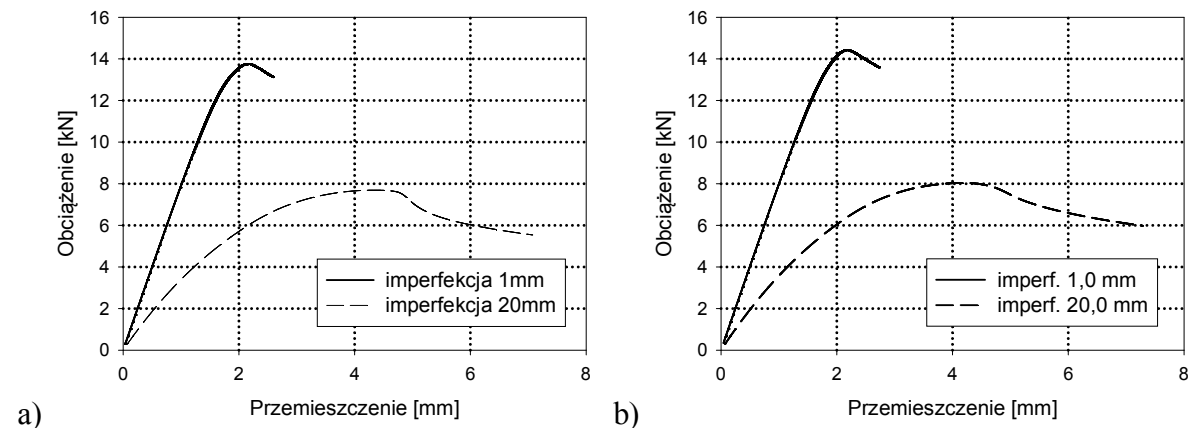 16
14
12
10
8
6
4
2
0
Obciążenie [kN]
imperfekcja 1mm
imperfekcja 20mm
0 2 4 6 8
Przemieszczenie [mm]
a)
16
14
12
10
8
6
4
2
0
Obciążenie [kN]
imperf. 1,0 mm
imperf. 20,0 mm
0 2 4 6 8
Przemieszczenie [mm]
b)